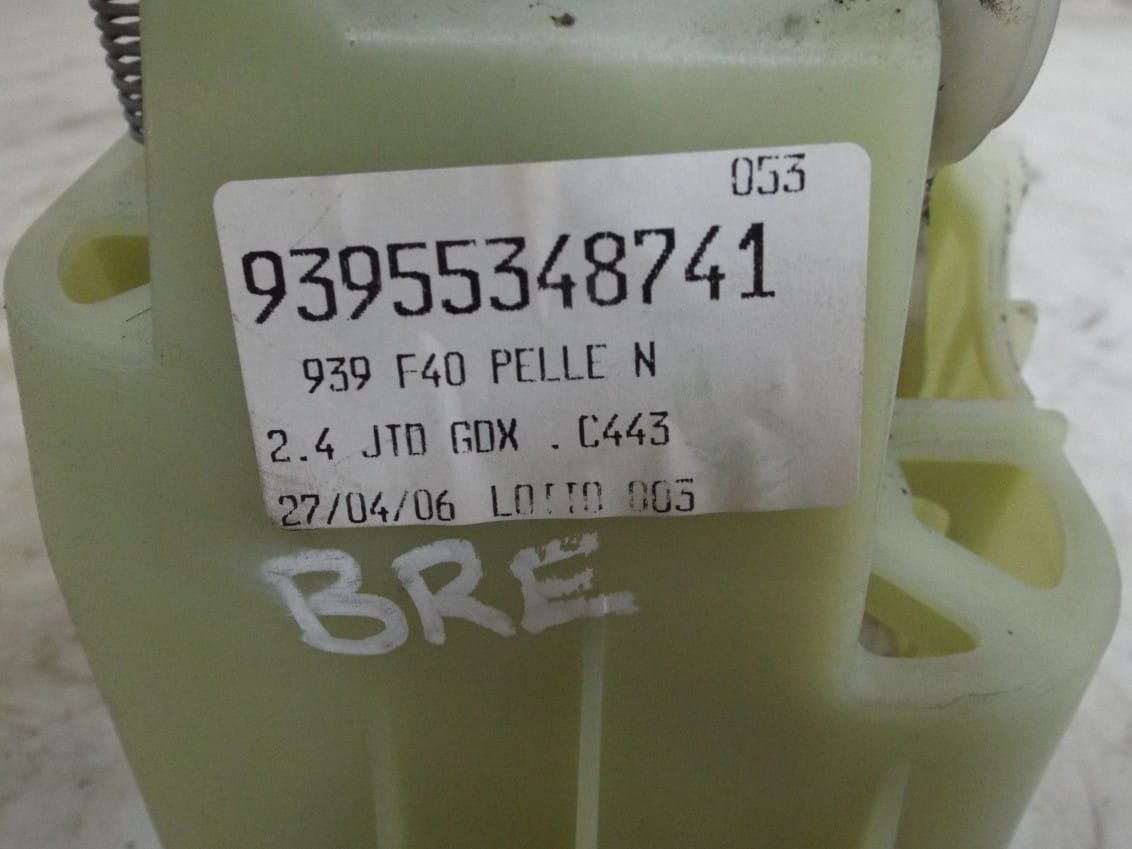 053
93955348741
939 F40 PELLE N
2.4 JTD GDX . C443
27/04/06 LOTTO 003
BRE